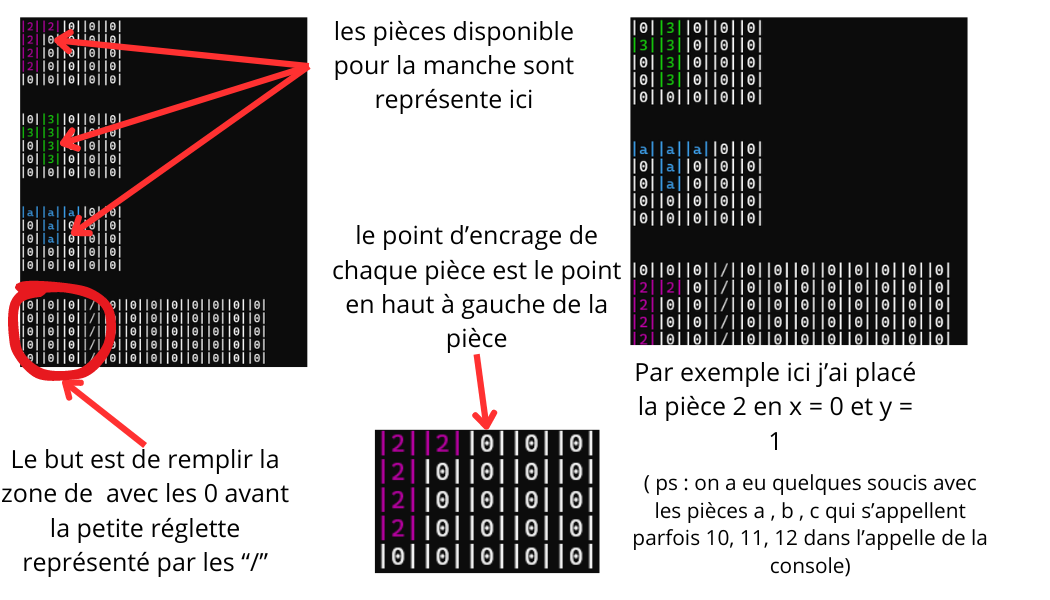 |2||2||0||0||0|
|2||0||0||0||0|
|2||0||0||0||0|
|2||0||0||0||0|
|0||0||0||0||0|
|0||3||0||0||0|
|3||3||0||0||0|
|0||3||0||0||0|
|0||3||0||0||0|
|0||0||0||0||0|
|a||a||a||0||0|
|0||a||0||0||0|
|0||a||0||0||0|
|0||0||0||0||0|
|0||0||0||0||0|
|0||0||0||/||0||0||0||0||0||0||0||0|
|0||0||0||/||0||0||0||0||0||0||0||0|
|0||0||0||/||0||0||0||0||0||0||0||0|
|0||0||0||/||0||0||0||0||0||0||0||0|
|0||0||0||/||0||0||0||0||0||0||0||0|
Le but est de remplir la
zone de avec les 0 avant
la petite réglette
représenté par les “/”
les pièces disponible
pour la manche sont
représente ici
le point d’encrage de
chaque pièce est le point
en haut à gauche de la
pièce
|2||2||0||0||0|
|2||0||0||0||0|
|2||0||0||0||0|
|2||0||0||0||0|
|0||0||0||0||0|
|0||3||0||0||0|
|3||3||0||0||0|
|0||3||0||0||0|
|0||3||0||0||0|
|0||0||0||0||0|
|a||a||a||0||0|
|0||a||0||0||0|
|0||a||0||0||0|
|0||0||0||0||0|
|0||0||0||0||0|
|0||0||0||/||0||0||0||0||0||0||0||0||0||0||0|
|2||2||0||/||0||0||0||0||0||0||0||0||0||0||0|
|2||0||0||/||0||0||0||0||0||0||0||0||0||0||0|
|2||0||0||/||0||0||0||0||0||0||0||0||0||0||0|
|2||0||0||/||0||0||0||0||0||0||0||0||0||0||0|
Par exemple ici j’ai placé
la pièce 2 en x = 0 et y =
1
( ps : on a eu quelques soucis avec
les pièces a , b , c qui s’appellent
parfois 10, 11, 12 dans l’appelle de la
console)